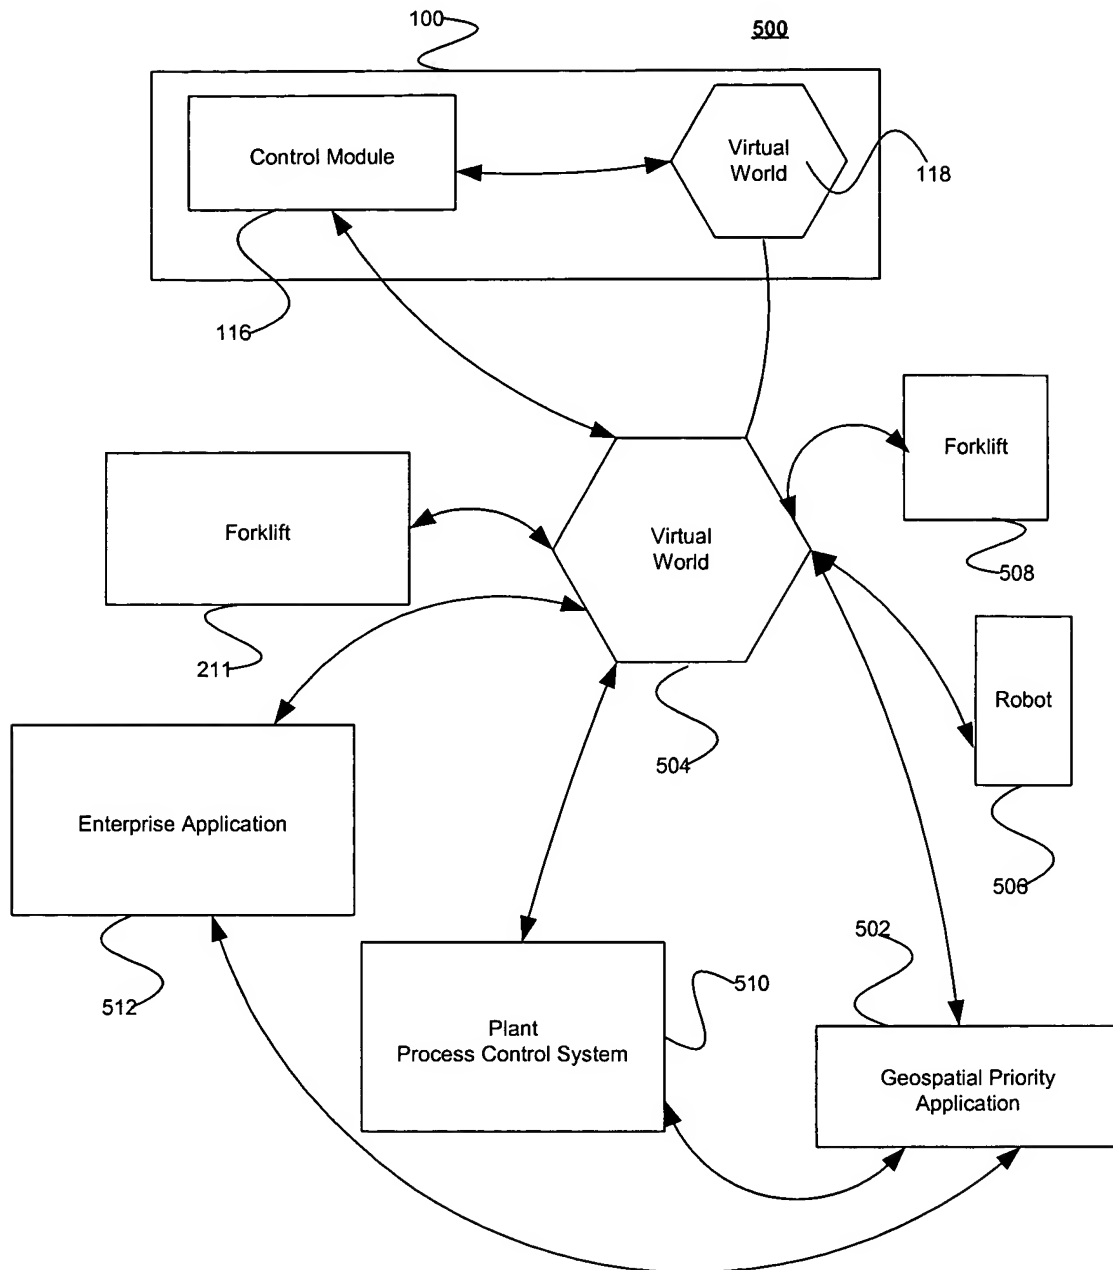 100
500
Control Module
Virtual
World
118
116
Forklift
Forklift
Virtual
World
508
211
Robot
504
Enterprise Application
506
502
512
510
Plant
Process Control System
Geospatial Priority
Application